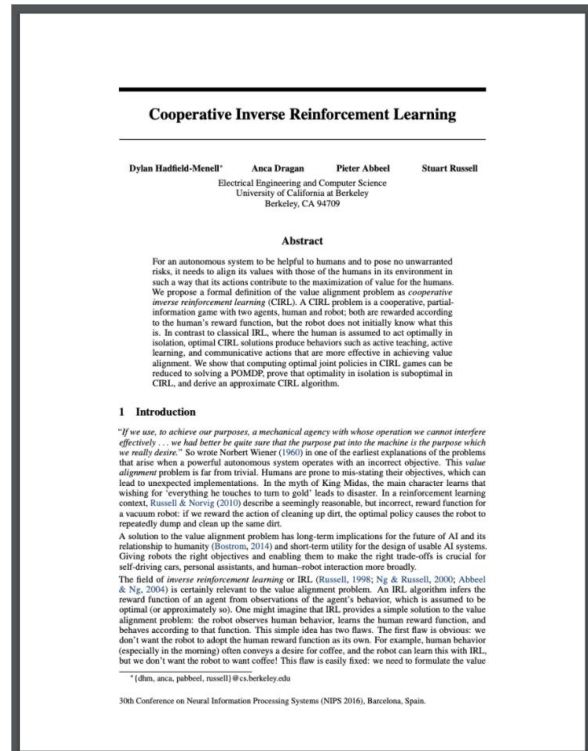 Cooperative Inverse Reinforcement Learning
Dylan Hadfield-Menell* Anca Dragan Pieter Abbeel Stuart Russell
Electrical Engineering and Computer Science
University of California at Berkeley
Berkeley, CA 94709
Abstract
For an autonomous system to be helpful to humans and to pose no unwarranted
risks, it needs to align its values with those of the humans in its environment in
such a way that its actions contribute to the maximization of value for the humans.
We propose a formal definition of the value alignment problem as cooperative
inverse reinforcement learning (CIRL). A CIRL problem is a cooperative, partial-
information game with two agents, human and robot; both are rewarded according
to the human's reward function, but the robot does not initially know what this
is. In contrast to classical IRL, where the human is assumed to act optimally in
isolation, optimal CIRL solutions produce behaviors such as active teaching, active
learning, and communicative actions that are more effective in achieving value
alignment. We show that computing optimal joint policies in CIRL games can be
reduced to solving a POMDP, prove that optimality in isolation is suboptimal in
CIRL, and derive an approximate CIRL algorithm.
1 Introduction
"If we use, to achieve our purposes, a mechanical agency with whose operation we cannot interfere
effectively . . . we had better be quite sure that the purpose put into the machine is the purpose which
we really desire." So wrote Norbert Wiener (1960) in one of the earliest explanations of the problems
that arise when a powerful autonomous system operates with an incorrect objective. This value
alignment problem is far from trivial. Humans are prone to mis-stating their objectives, which can
lead to unexpected implementations. In the myth of King Midas, the main character learns that
wishing for 'everything he touches to turn to gold' leads to disaster. In a reinforcement learning
context, Russell & Norvig (2010) describe a seemingly reasonable, but incorrect, reward function for
a vacuum robot: if we reward the action of cleaning up dirt, the optimal policy causes the robot to
repeatedly dump and clean up the same dirt.
A solution to the value alignment problem has long-term implications for the future of AI and its
relationship to humanity (Bostrom, 2014) and short-term utility for the design of usable AI systems.
Giving robots the right objectives and enabling them to make the right trade-offs is crucial for
self-driving cars, personal assistants, and human–robot interaction more broadly.
The field of inverse reinforcement learning or IRL (Russell, 1998; Ng & Russell, 2000; Abbeel
& Ng, 2004) is certainly relevant to the value alignment problem. An IRL algorithm infers the
reward function of an agent from observations of the agent's behavior, which is assumed to be
optimal (or approximately so). One might imagine that IRL provides a simple solution to the value
alignment problem: the robot observes human behavior, learns the human reward function, and
behaves according to that function. This simple idea has two flaws. The first flaw is obvious: we
don't want the robot to adopt the human reward function as its own. For example, human behavior
(especially in the morning) often conveys a desire for coffee, and the robot can learn this with IRL,
but we don't want the robot to want coffee! This flaw is easily fixed: we need to formulate the value
*{dhm, anca, pabbeel, russell}@cs.berkeley.edu
30th Conference on Neural Information Processing Systems (NIPS 2016), Barcelona, Spain.